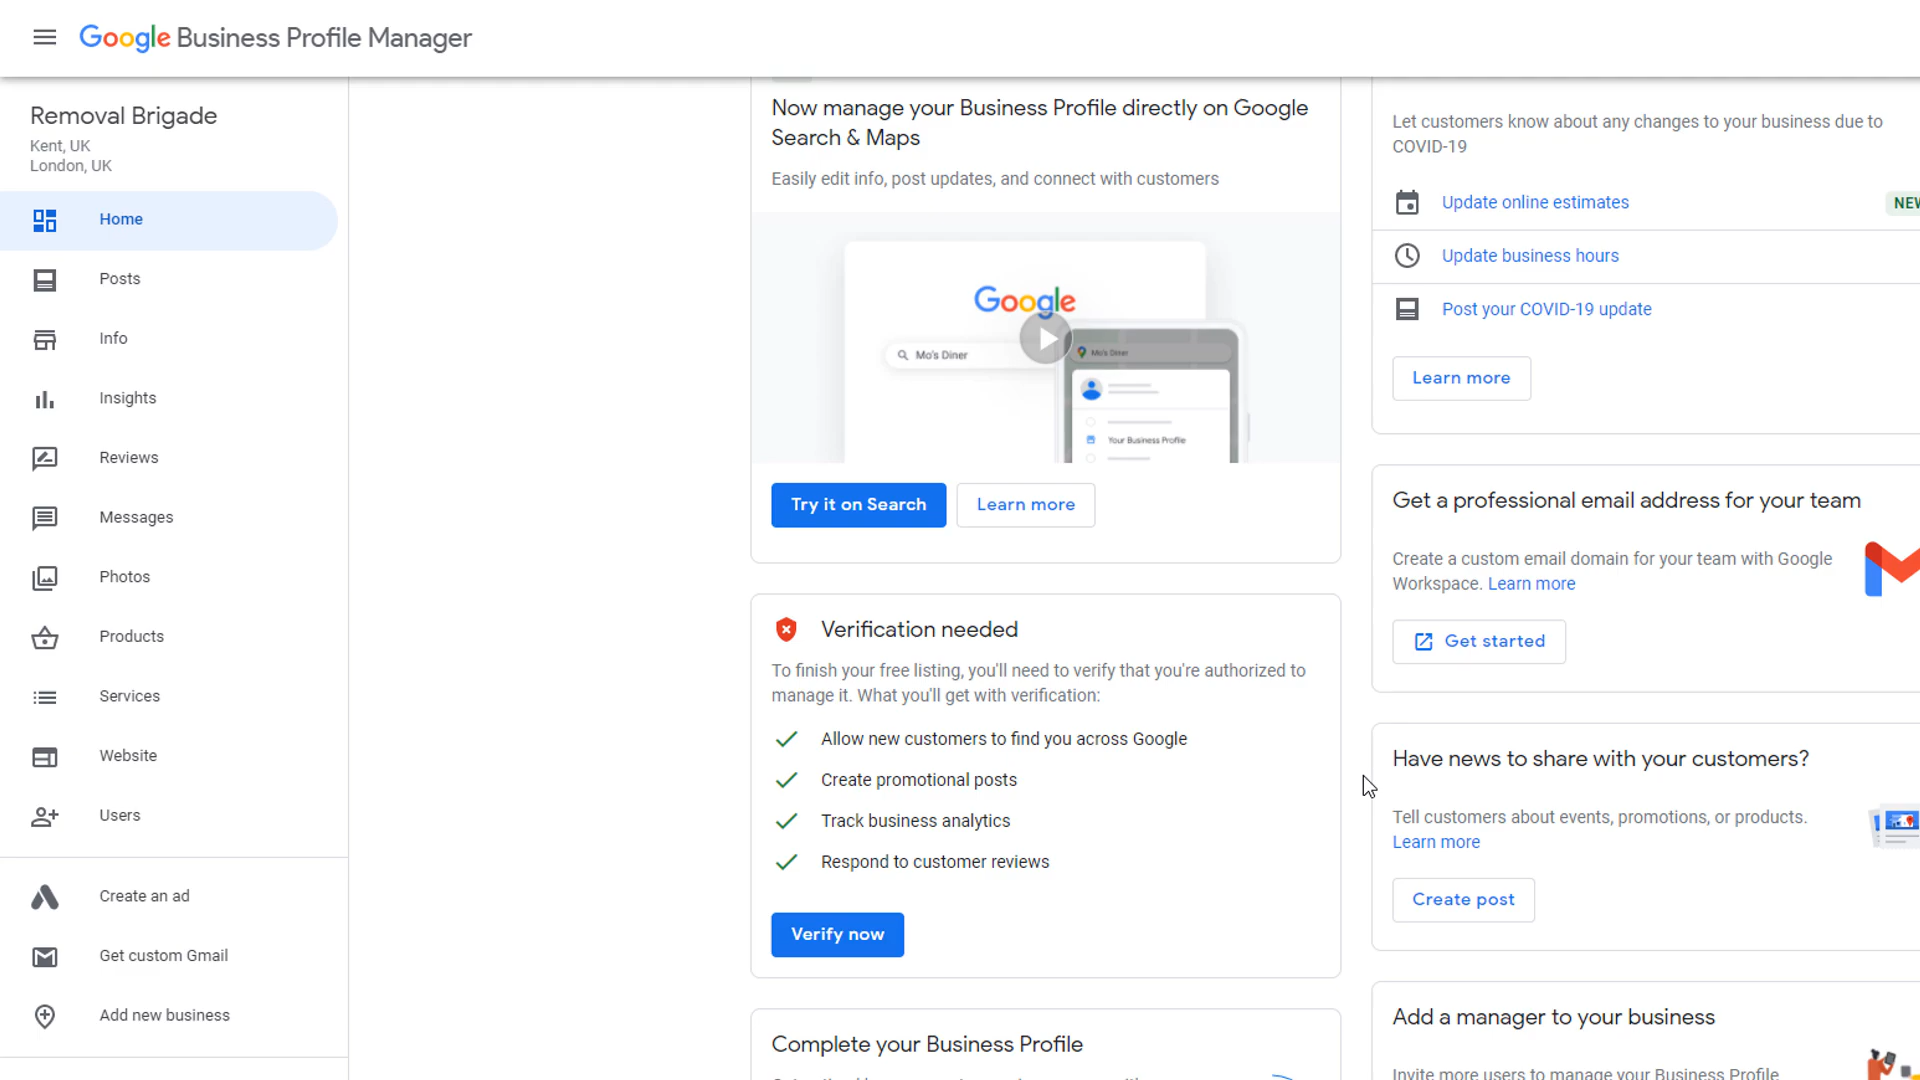 Google Business Profile Manager
Removal Brigade
Kent, UK
London, UK
Home
Posts
Info
Insights
Reviews
Messages
Photos
Products
Services
Website
Users
Create an ad
Get custom Gmail
Add new business
Now manage your Business Profile directly on Google
Search & Maps
Easily edit info, post updates, and connect with customers
Google
Mo's Diner
Mo's Diner
Your Business Profile
Try it on Search
Learn more
Verification needed
To finish your free listing, you'll need to verify that you're authorized to
manage it. What you'll get with verification:
Allow new customers to find you across Google
Create promotional posts
Track business analytics
Respond to customer reviews
Verify now
Complete your Business Profile
Let customers know about any changes to your business due to
COVID-19
Update online estimates
NEW
Update business hours
Post your COVID-19 update
Learn more
Get a professional email address for your team
Create a custom email domain for your team with Google
Workspace. Learn more
Get started
Have news to share with your customers?
Tell customers about events, promotions, or products.
Learn more
Create post
Add a manager to your business
Invite more users to manage your Business Profile